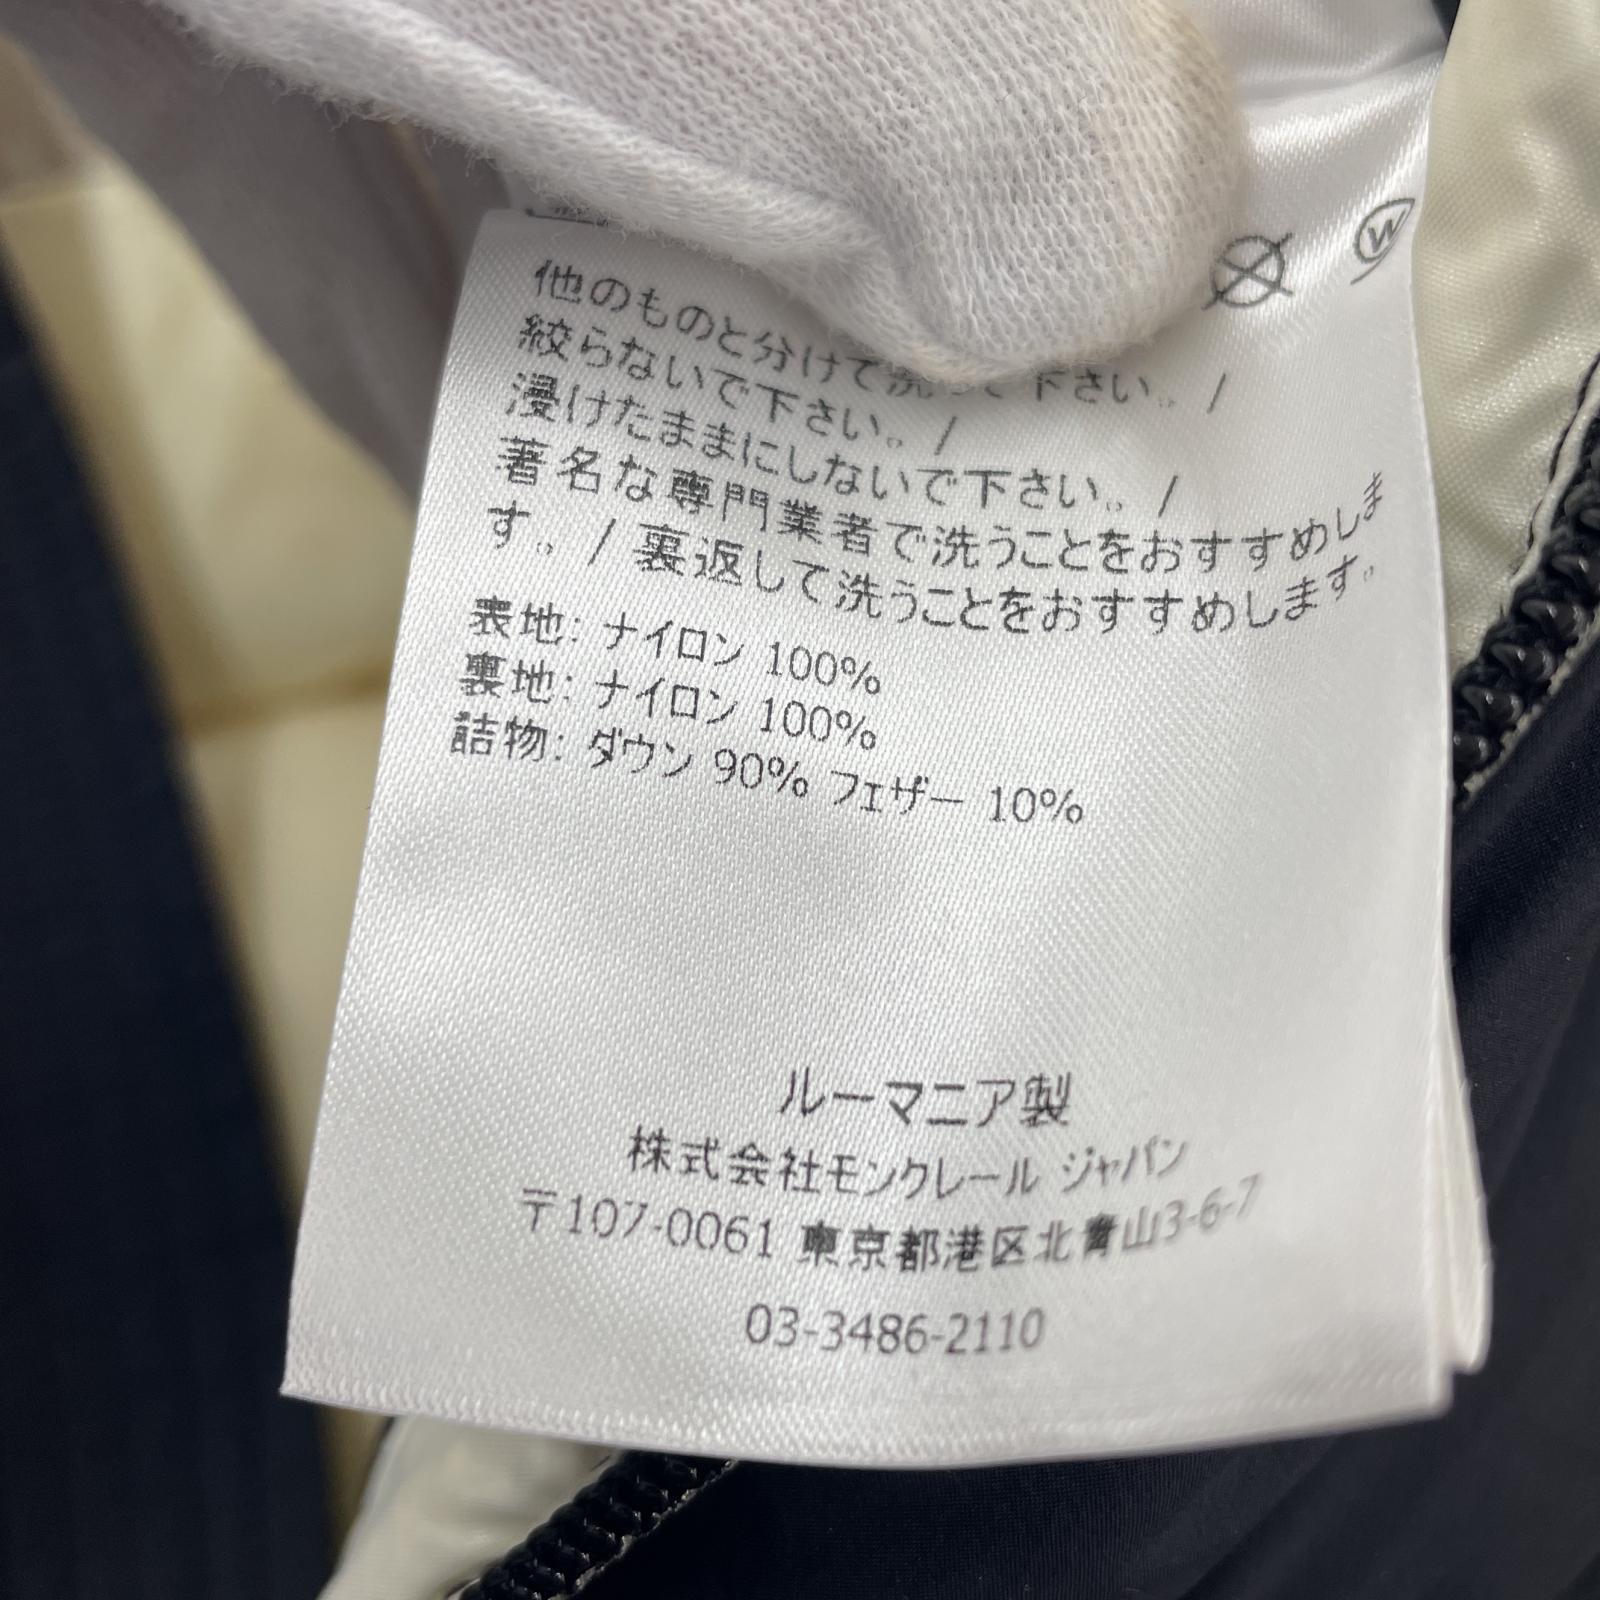 他のものと分けて洗って下さい。/
絞らないで下さい。/
浸けたままにしないで下さい。/
著名な専門業者で洗うことをおすすめしま
す。/ 裏返して洗うことをおすすめします。
表地: ナイロン 100%
裏地: ナイロン 100%
詰物: ダウン 90% フェザー 10%
ルーマニア製
株式会社モンクレール ジャパン
〒107-0061 東京都港区北青山3-6-7
03-3486-2110
W